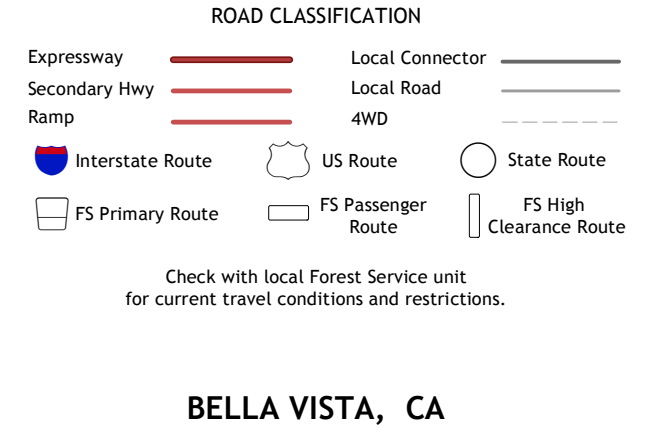 ROAD CLASSIFICATION
Expressway
Local Connector
Secondary Hwy
Local Road
Ramp
4WD
Interstate Route
US Route
State Route
FS Primary Route
FS Passenger
Route
FS High
Clearance Route
Check with local Forest Service unit
for current travel conditions and restrictions.
BELLA VISTA, CA